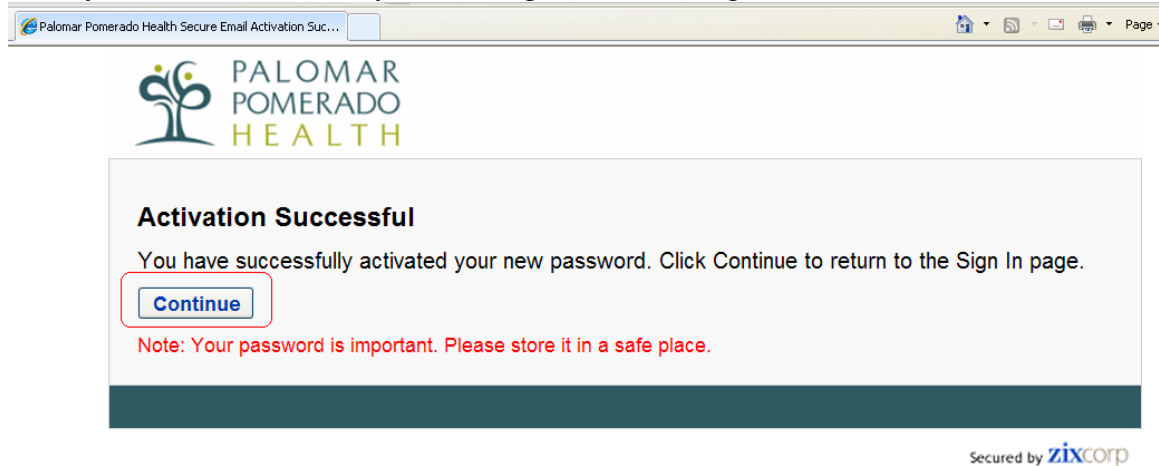 Palomar Pomerado Health Secure Email Activation Suc...
Page
PALOMAR
POMERADO
HEALTH
Activation Successful
You have successfully activated your new password. Click Continue to return to the Sign In page.
Continue
Note: Your password is important. Please store it in a safe place.
Secured by zixcorp